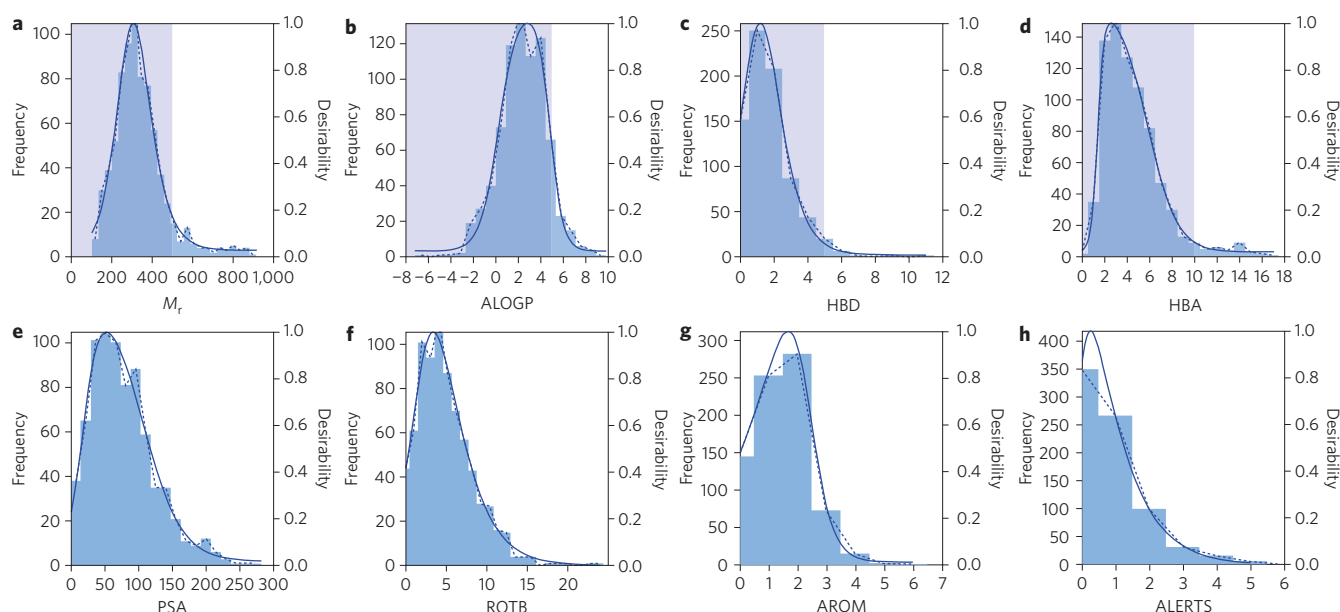 a
100
80
60
40
20
0
Frequency
0 200 400 600 800 1,000
M_r
1.0
0.8
0.6
0.4
0.2
0.0
Desirability
b
120
100
80
60
40
20
0
Frequency
−8 −6 −4 −2 0 2 4 6 8 10
ALOGP
1.0
0.8
0.6
0.4
0.2
0.0
Desirability
c
250
200
150
100
50
0
Frequency
0 2 4 6 8 10 12
HBD
1.0
0.8
0.6
0.4
0.2
0.0
Desirability
d
140
120
100
80
60
40
20
0
Frequency
0 2 4 6 8 10 12 14 16 18
HBA
1.0
0.8
0.6
0.4
0.2
0.0
Desirability
e
100
80
60
40
20
0
Frequency
0 50 100 150 200 250 300
PSA
1.0
0.8
0.6
0.4
0.2
0.0
Desirability
f
100
80
60
40
20
0
Frequency
0 5 10 15 20
ROTB
1.0
0.8
0.6
0.4
0.2
0.0
Desirability
g
300
250
200
150
100
50
0
Frequency
0 1 2 3 4 5 6 7
AROM
1.0
0.8
0.6
0.4
0.2
0.0
Desirability
h
400
350
300
250
200
150
100
50
0
Frequency
0 1 2 3 4 5 6
ALERTS
1.0
0.8
0.6
0.4
0.2
0.0
Desirability